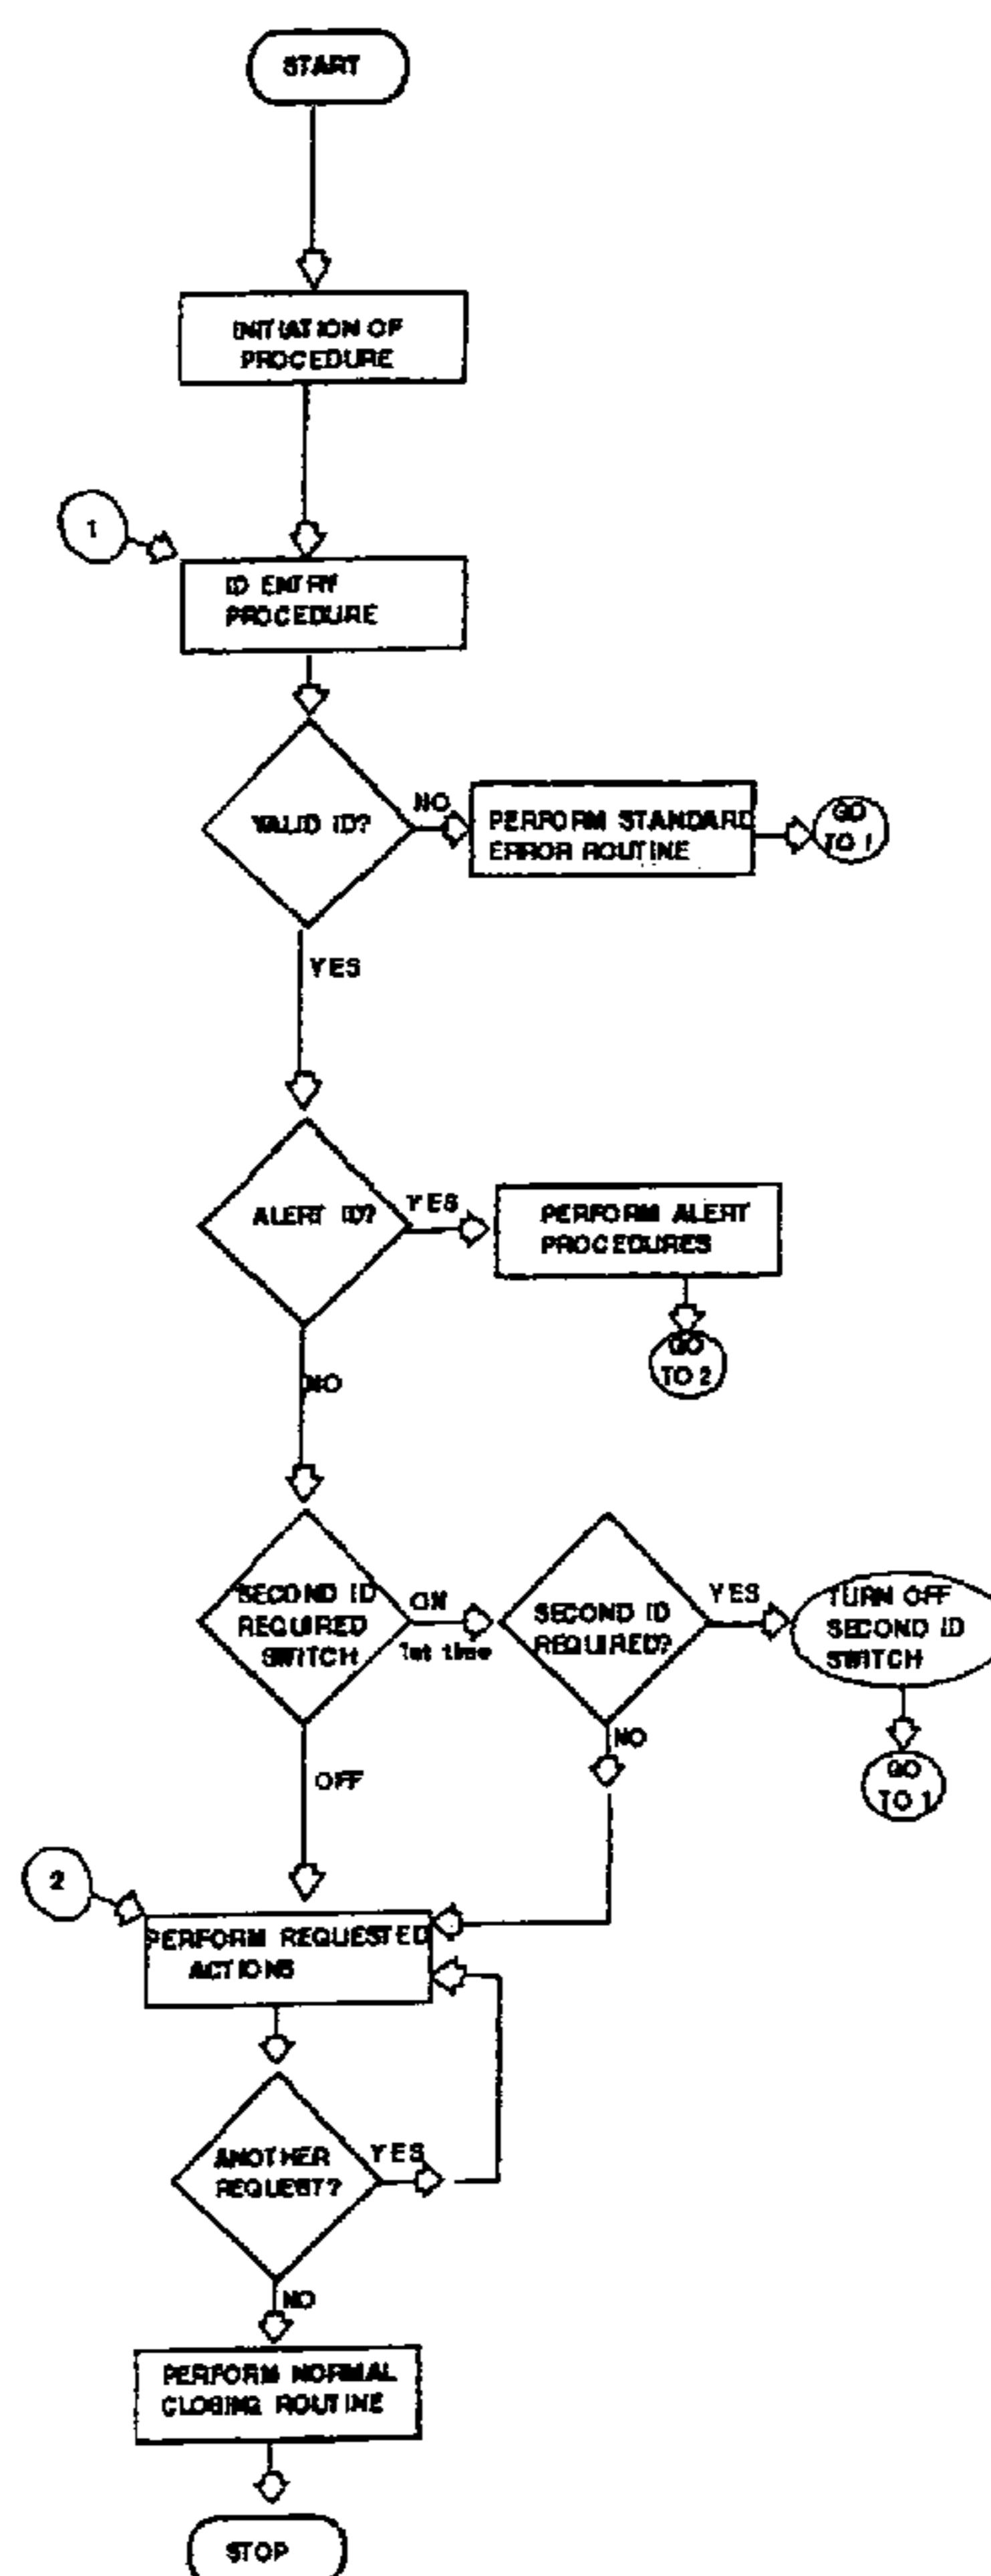 START
INITIATION OF
PROCEDURE
1
ID ENTRY
PROCEDURE
VALID ID?
NO
PERFORM STANDARD
ERROR ROUTINE
GO
TO 1
YES
ALERT ID?
YES
PERFORM ALERT
PROCEDURES
GO
TO 2
NO
SECOND ID
REQUIRED
SWITCH
ON
1st time
SECOND ID
REQUIRED?
YES
TURN OFF
SECOND ID
SWITCH
NO
GO
TO 1
OFF
2
PERFORM REQUESTED
ACTIONS
ANOTHER
REQUEST?
YES
NO
PERFORM NORMAL
CLOSING ROUTINE
STOP